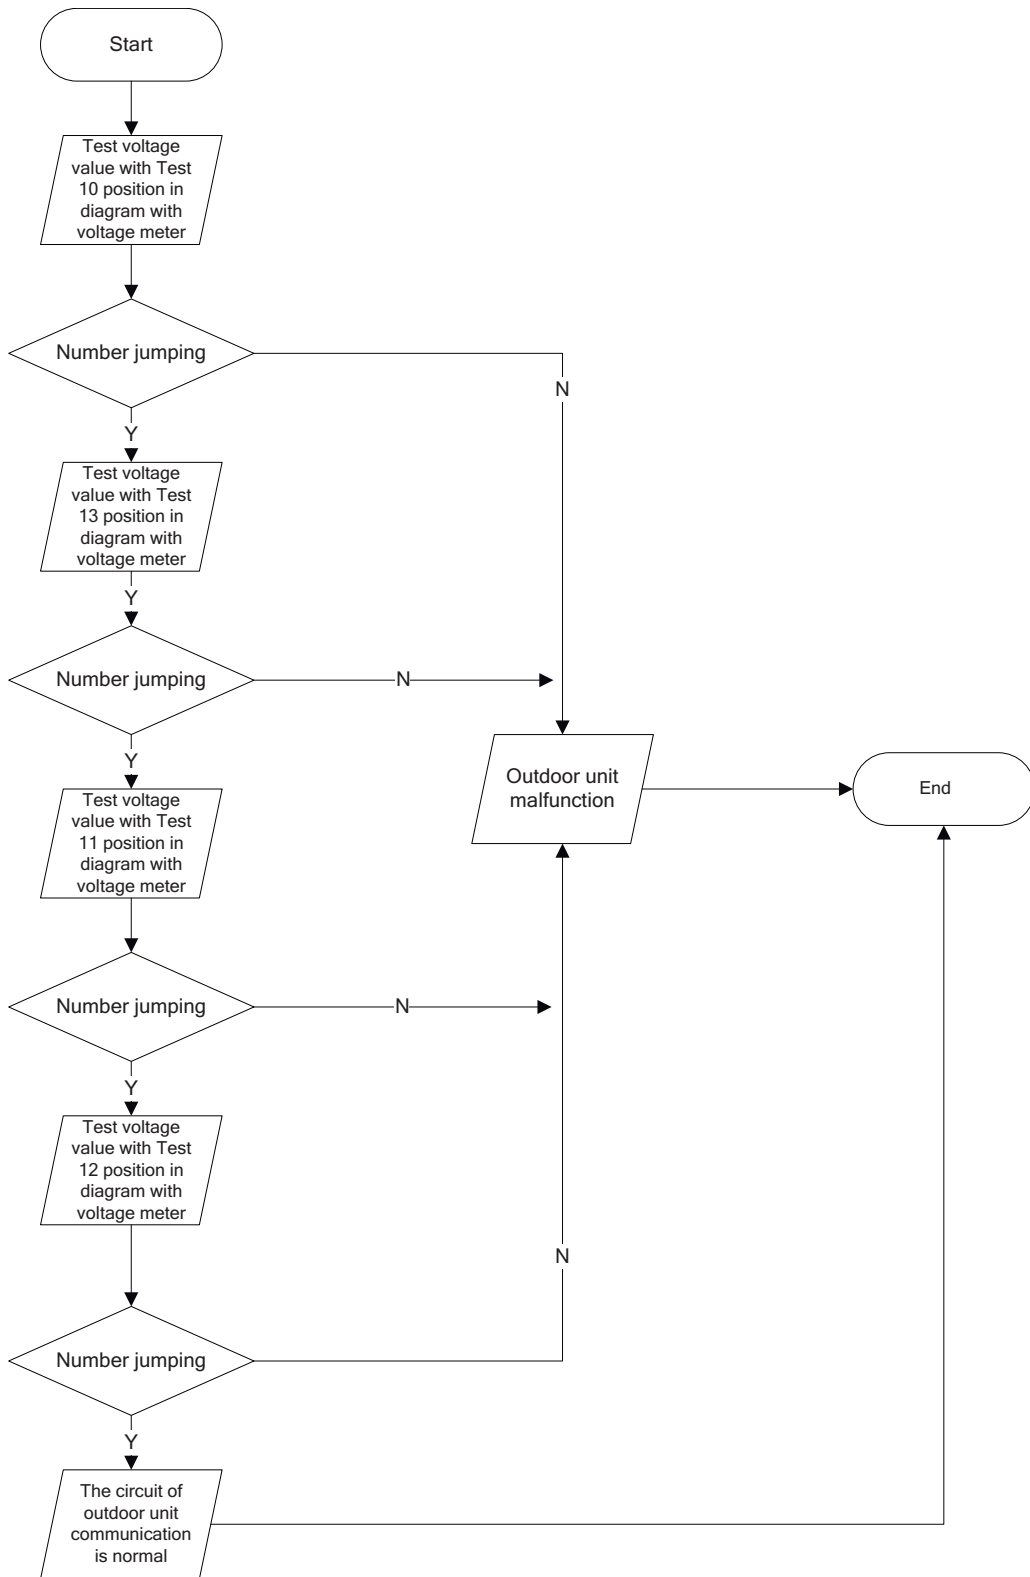 Start
Test voltage
value with Test
10 position in
diagram with
voltage meter
Number jumping
N
Y
Test voltage
value with Test
13 position in
diagram with
voltage meter
Y
Number jumping
N
Y
Outdoor unit
malfunction
End
Test voltage
value with Test
11 position in
diagram with
voltage meter
Number jumping
N
Y
Test voltage
value with Test
12 position in
diagram with
voltage meter
N
Number jumping
Y
The circuit of
outdoor unit
communication
is normal